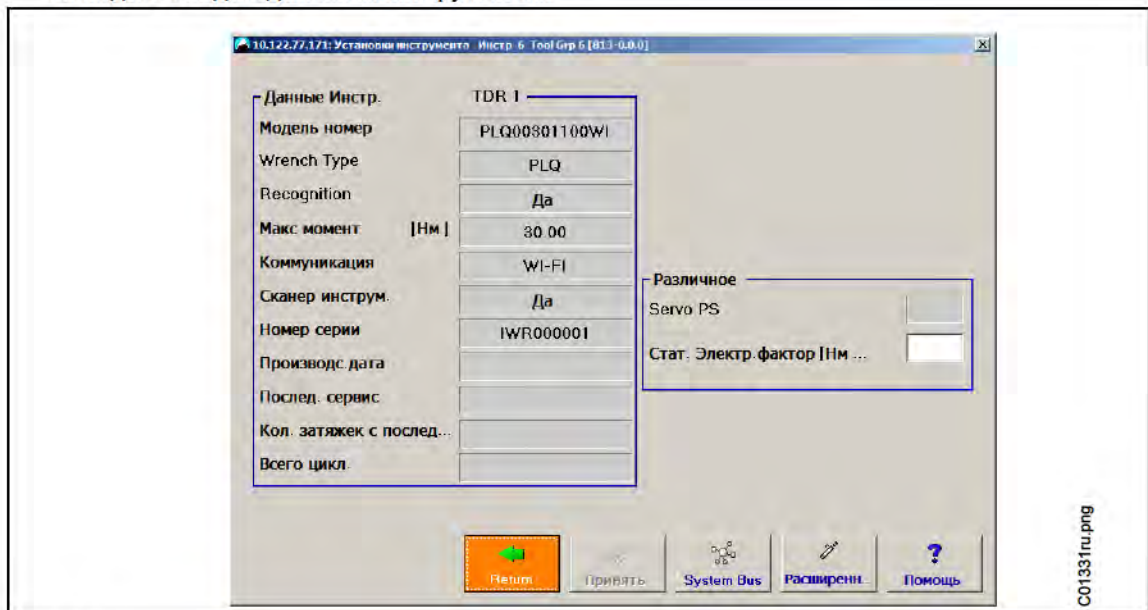 10.122.77.171: Установки инструмента Инстр. 6 Tool Grp 6 [813-0.0.0]
Данные Инстр. TDR 1
Модель номер PLQ00801100WI
Wrench Type PLQ
Recognition Да
Макс момент [Нм] 30.00
Коммуникация WI-FI
Сканер инструм. Да
Номер серии IWR000001
Производс.дата
Послед. сервис
Кол. затяжек с послед...
Всего цикл.
Различное
Servo PS
Стат. Электр.фактор [Нм ...
Return
Принять
System Bus
Расширенн.
? Помощь
C01331ru.png